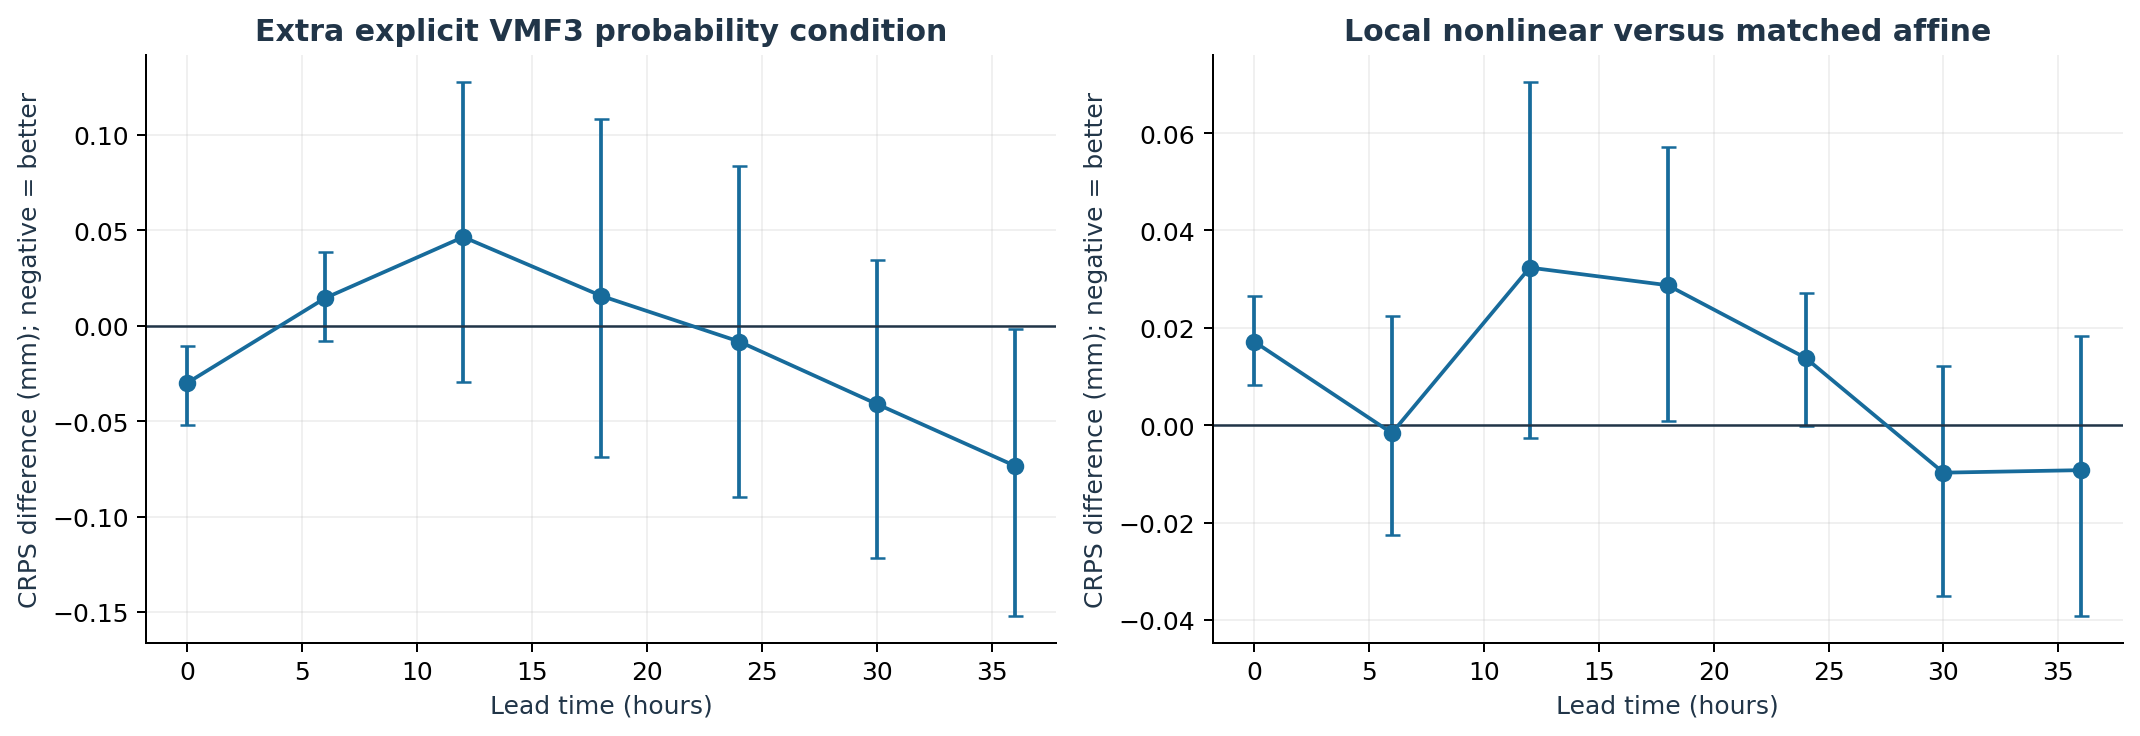 Extra explicit VMF3 probability condition
CRPS difference (mm); negative = better
0.10
0.05
0.00
−0.05
−0.10
−0.15
0 5 10 15 20 25 30 35
Lead time (hours)
Local nonlinear versus matched affine
CRPS difference (mm); negative = better
0.06
0.04
0.02
0.00
−0.02
−0.04
0 5 10 15 20 25 30 35
Lead time (hours)